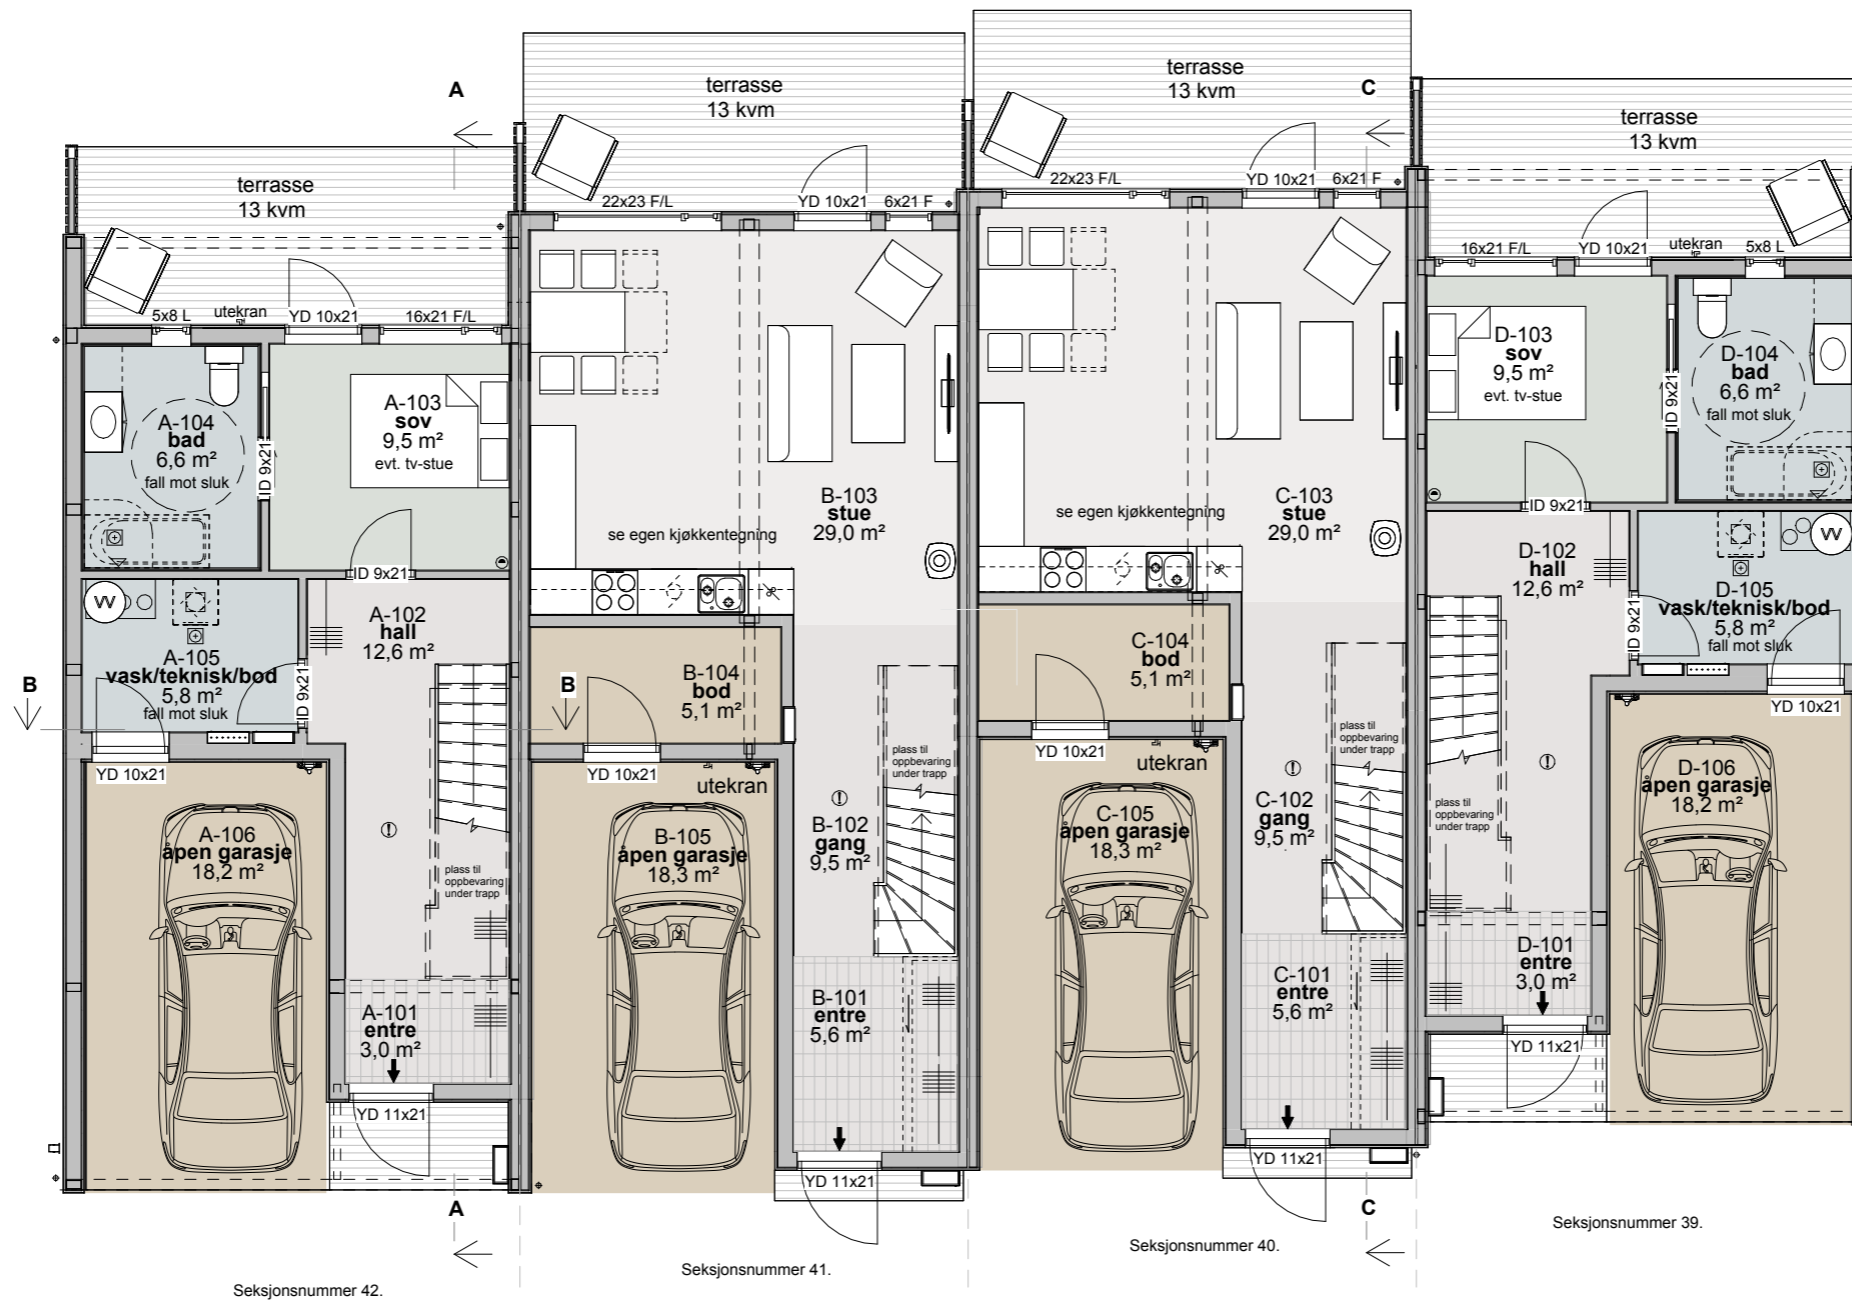 A
terrasse
13 kvm
terrasse
13 kvm
C
terrasse
13 kvm
terrasse
13 kvm
22x23 F/L
YD 10x21
6x21 F
22x23 F/L
YD 10x21
6x21 F
5x8 L
utekran
YD 10x21
16x21 F/L
16x21 F/L
YD 10x21
utekran
5x8 L
A-104
bad
6,6 m²
fall mot sluk
ID 9x21
A-103
sov
9,5 m²
evt. tv-stue
ID 9x21
B-103
stue
29,0 m²
se egen kjøkkentegning
C-103
stue
29,0 m²
se egen kjøkkentegning
D-103
sov
9,5 m²
evt. tv-stue
ID 9x21
D-104
bad
6,6 m²
fall mot sluk
ID 9x21
VV
A-105
vask/teknisk/bod
5,8 m²
fall mot sluk
ID 9x21
A-102
hall
12,6 m²
B-104
bod
5,1 m²
C-104
bod
5,1 m²
D-102
hall
12,6 m²
ID 9x21
VV
D-105
vask/teknisk/bod
5,8 m²
fall mot sluk
B
B
YD 10x21
YD 10x21
utekran
plass til
oppbevaring
under trapp
YD 10x21
utekran
plass til
oppbevaring
under trapp
YD 10x21
A-106
åpen garasje
18,2 m²
plass til
oppbevaring
under trapp
B-105
åpen garasje
18,3 m²
B-102
gang
9,5 m²
C-105
åpen garasje
18,3 m²
C-102
gang
9,5 m²
plass til
oppbevaring
under trapp
D-106
åpen garasje
18,2 m²
A-101
entre
3,0 m²
B-101
entre
5,6 m²
C-101
entre
5,6 m²
D-101
entre
3,0 m²
YD 11x21
YD 11x21
YD 11x21
YD 11x21
A
C
Seksjonsnummer 42.
Seksjonsnummer 41.
Seksjonsnummer 40.
Seksjonsnummer 39.